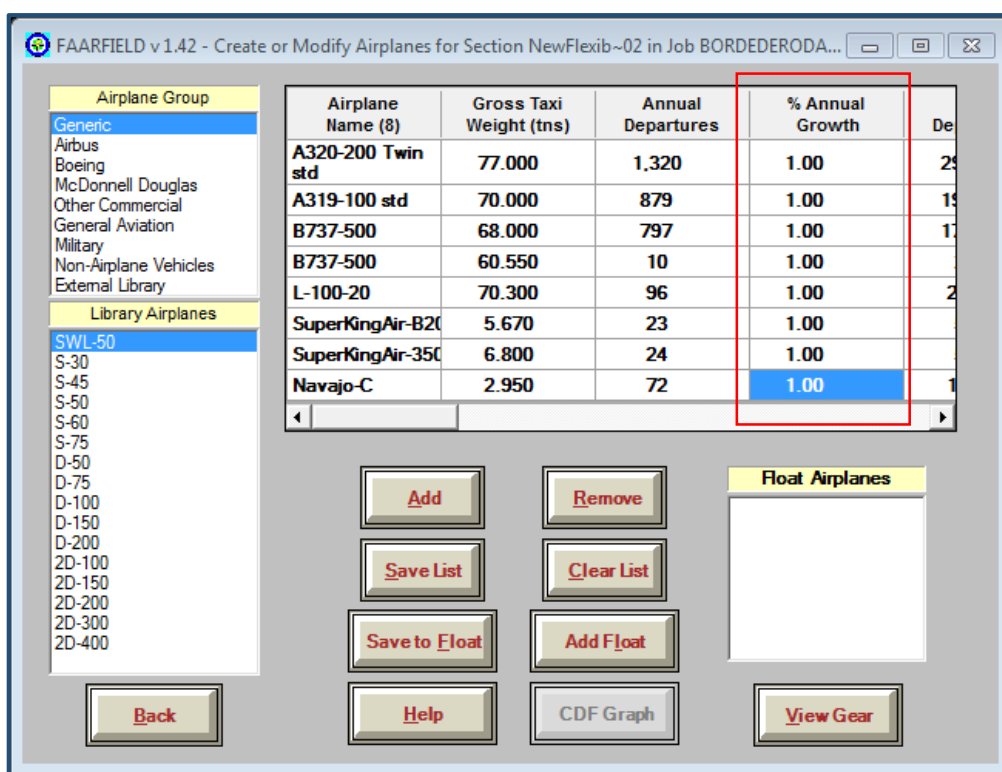 FAARFIELD v 1.42 - Create or Modify Airplanes for Section NewFlexib~02 in Job BORDEDERODA...
Airplane Group
Generic
Airbus
Boeing
McDonnell Douglas
Other Commercial
General Aviation
Military
Non-Airplane Vehicles
External Library
Library Airplanes
SWL-50
S-30
S-45
S-50
S-60
S-75
D-50
D-75
D-100
D-150
D-200
2D-100
2D-150
2D-200
2D-300
2D-400
Airplane Gross Taxi Annual % Annual
Name (8) Weight (tns) Departures Growth De
A320-200 Twin
std 77.000 1,320 1.00 29
A319-100 std 70.000 879 1.00 19
B737-500 68.000 797 1.00 17
B737-500 60.550 10 1.00
L-100-20 70.300 96 1.00 2
SuperKingAir-B20 5.670 23 1.00
SuperKingAir-350 6.800 24 1.00
Navajo-C 2.950 72 1.00 1
Add Remove
Save List Clear List
Save to Float Add Float
Help CDF Graph
Float Airplanes
Back
View Gear